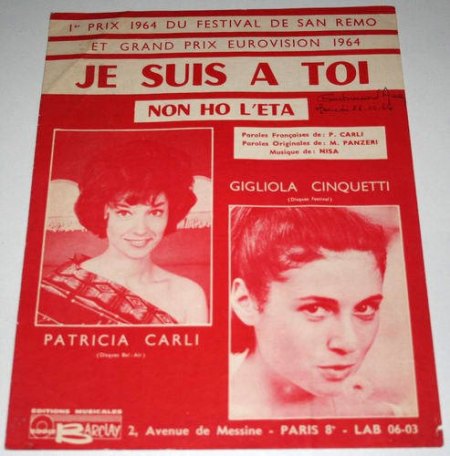 1er PRIX 1964 DU FESTIVAL DE SAN REMO
ET GRAND PRIX EUROVISION 1964
JE SUIS A TOI
NON HO L'ETA
Paroles Françaises de : P. CARLI
Paroles Originales de : M. PANZERI
Musique de : NISA
GIGLIOLA CINQUETTI
(Disques Festival)
PATRICIA CARLI
(Disques Bel-Air)
EDITIONS MUSICALES
BARCLAY
2, Avenue de Messine - PARIS 8e - LAB 06-03